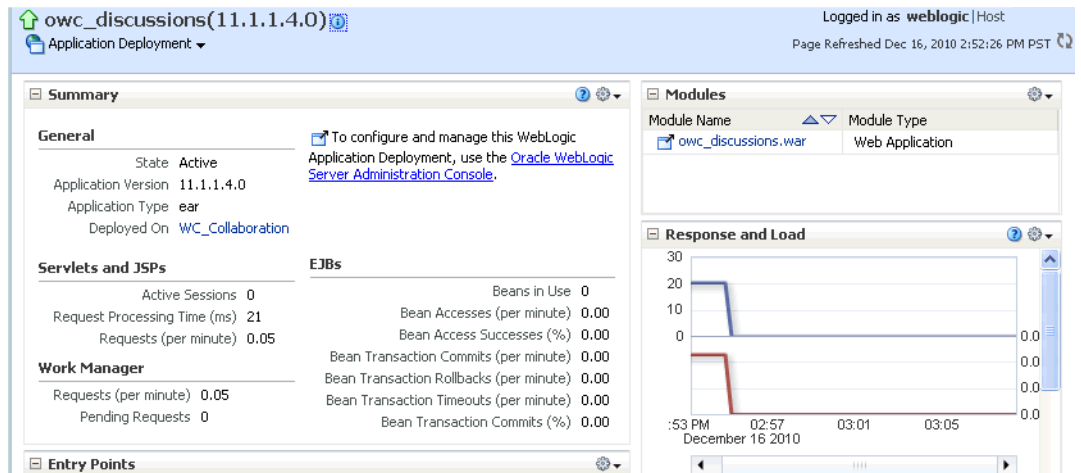 owc_discussions(11.1.1.4.0)
Logged in as weblogic|Host
Application Deployment
Page Refreshed Dec 16, 2010 2:52:26 PM PST
Summary
General
State Active
Application Version 11.1.1.4.0
Application Type ear
Deployed On WC_Collaboration
To configure and manage this WebLogic
Application Deployment, use the Oracle WebLogic
Server Administration Console.
Servlets and JSPs
Active Sessions 0
Request Processing Time (ms) 21
Requests (per minute) 0.05
Work Manager
Requests (per minute) 0.05
Pending Requests 0
EJBs
Beans in Use 0
Bean Accesses (per minute) 0.00
Bean Access Successes (%) 0.00
Bean Transaction Commits (per minute) 0.00
Bean Transaction Rollbacks (per minute) 0.00
Bean Transaction Timeouts (per minute) 0.00
Bean Transaction Commits (%) 0.00
Entry Points
Modules
Module Name Module Type
owc_discussions.war Web Application
Response and Load
30
20
10
0
0.0
0.0
0.0
0.0
:53 PM 02:57 03:01 03:05
December 16 2010